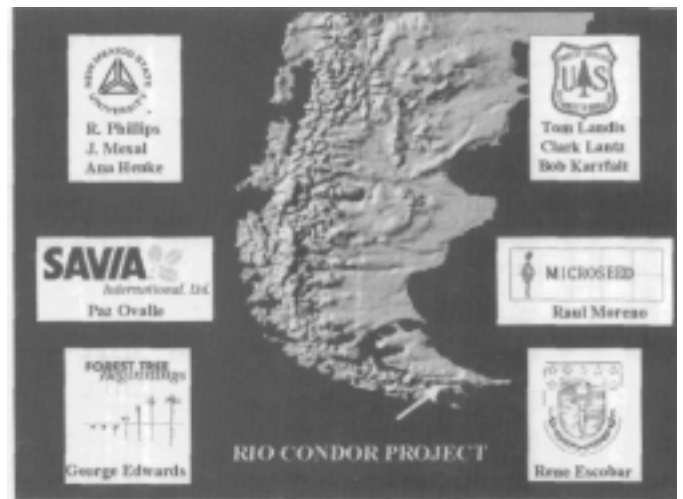 NEW MEXICO STATE UNIVERSITY
R. Phillips
J. Mexal
Ana Henke
US
Tom Landis
Clark Lantz
Bob Karrfalt
SAVIA
International, Ltd.
Paz Ovalle
MICROSEED
Raul Moreno
FOREST TREE
Beginnings
George Edwards
RIO CONDOR PROJECT
Rene Escobar